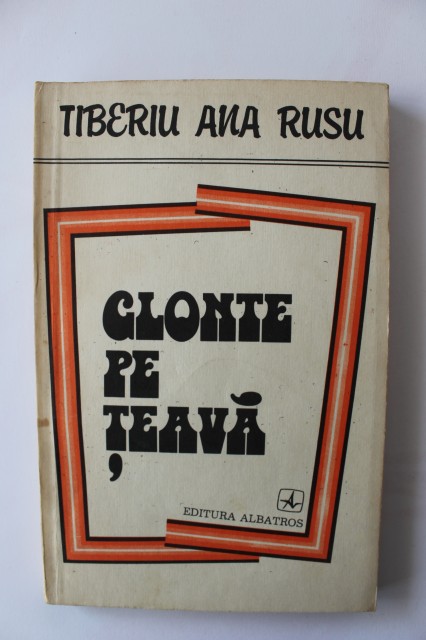 TIBERIU ANA RUSU
GLONTE
PE
ȚEAVĂ
EDITURA ALBATROS